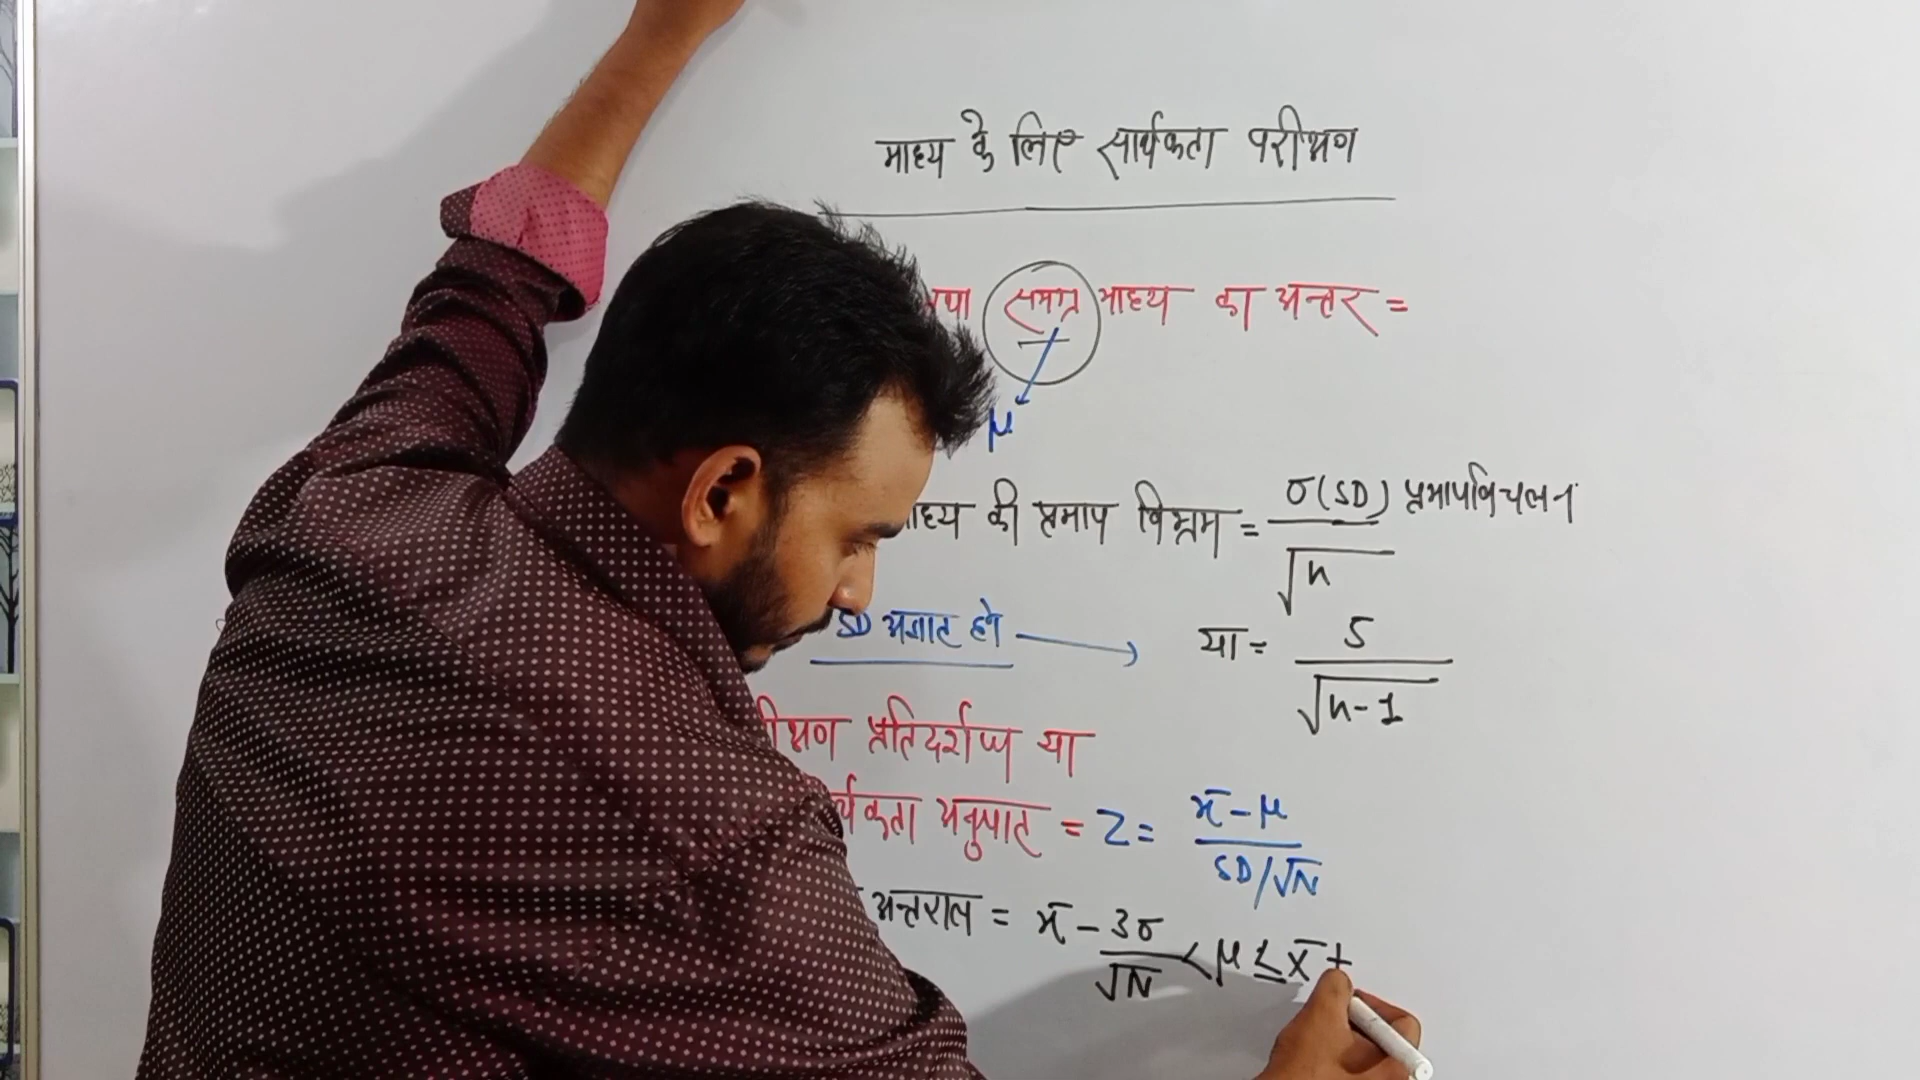 माध्य के लिए सार्थकता परीक्षण
समग्र माध्य का अन्तर =
μ
माध्य की प्रमाप विभ्रम = σ(SD) प्रमापविचलन
√n
SD अज्ञात हो → या = S
√n-1
प्रतिदर्शज या
अनुपात = Z = x̄ - μ
SD/√N
अन्तराल = x̄ - 3σ < μ ≤ x̄ +
√N